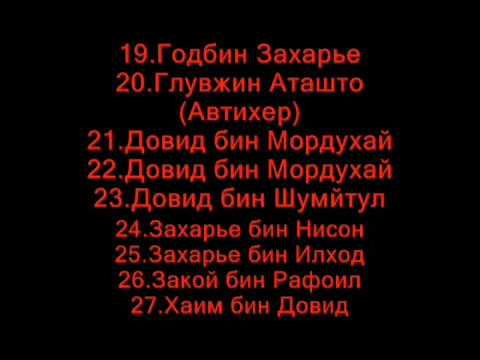 19.Годбин Захарье
20.Глувжин Аташто
(Автихер)
21.Довид бин Мордухай
22.Довид бин Мордухай
23.Довид бин Шумйтул
24.Захарье бин Нисон
25.Захарье бин Илход
26.Закой бин Рафоил
27.Хаим бин Довид